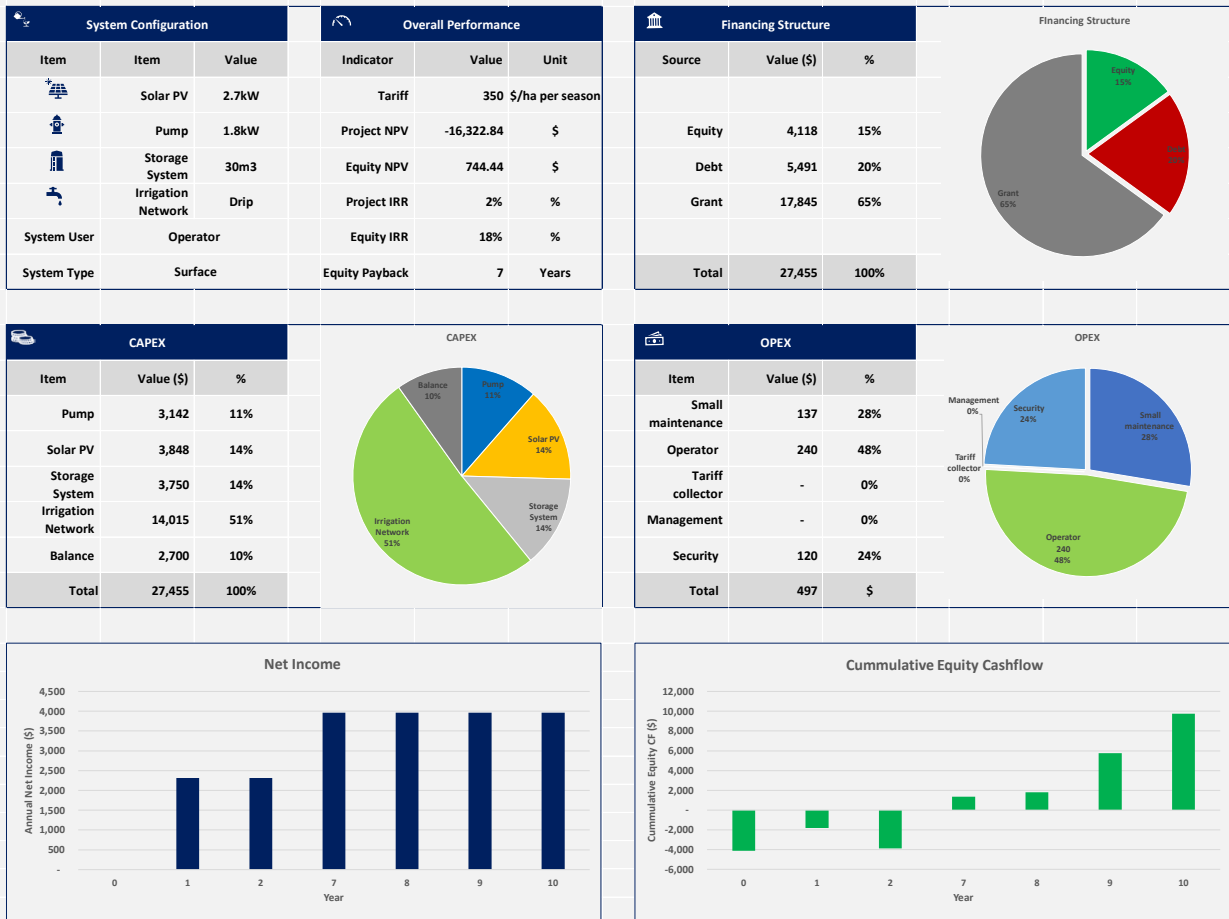 System Configuration
Item Item Value
Solar PV 2.7kW
Pump 1.8kW
Storage
System 30m3
Irrigation
Network Drip
System User Operator
System Type Surface
Overall Performance
Indicator Value Unit
Tariff 350 $/ha per season
Project NPV -16,322.84 $
Equity NPV 744.44 $
Project IRR 2% %
Equity IRR 18% %
Equity Payback 7 Years
Financing Structure
Source Value ($) %
Equity 4,118 15%
Debt 5,491 20%
Grant 17,845 65%
Total 27,455 100%
FInancing Structure
Equity
15%
Grant
65%
CAPEX
Item Value ($) %
Pump 3,142 11%
Solar PV 3,848 14%
Storage
System 3,750 14%
Irrigation
Network 14,015 51%
Balance 2,700 10%
Total 27,455 100%
CAPEX
Balance
10%
Pump
11%
Solar PV
14%
Storage
System
14%
Irrigation
Network
51%
OPEX
Item Value ($) %
Small
maintenance 137 28%
Operator 240 48%
Tariff
collector - 0%
Management - 0%
Security 120 24%
Total 497 $
OPEX
Management
0%
Security
24%
Small
maintenance
28%
Tariff
collector
0%
Operator
240
48%
Net Income
Annual Net Income ($)
4,500
4,000
3,500
3,000
2,500
2,000
1,500
1,000
500
-
0 1 2 7 8 9 10
Year
Cummulative Equity Cashflow
Cummulative Equity CF ($)
12,000
10,000
8,000
6,000
4,000
2,000
-
-2,000
-4,000
-6,000
0 1 2 7 8 9 10
Year